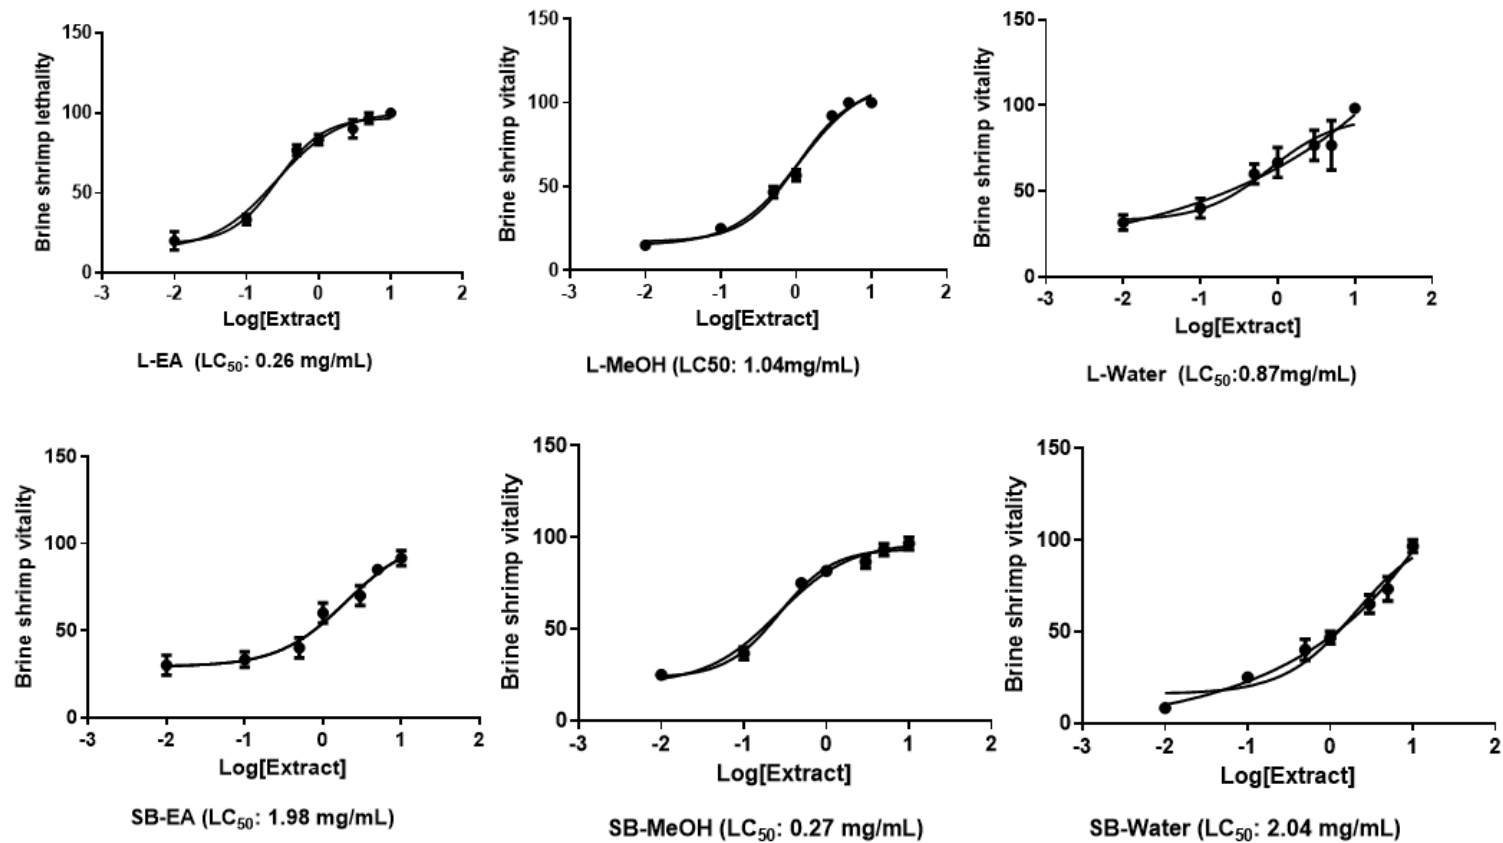 150
100
50
0
-3 -2 -1 0 1 2
Brine shrimp lethality
Log[Extract]
L-EA (LC₅₀: 0.26 mg/mL)
150
100
50
0
-3 -2 -1 0 1 2
Brine shrimp vitality
Log[Extract]
L-MeOH (LC50: 1.04mg/mL)
150
100
50
0
-3 -2 -1 0 1 2
Brine shrimp vitality
Log[Extract]
L-Water (LC₅₀:0.87mg/mL)
150
100
50
0
-3 -2 -1 0 1 2
Brine shrimp vitality
Log[Extract]
SB-EA (LC₅₀: 1.98 mg/mL)
150
100
50
0
-3 -2 -1 0 1 2
Brine shrimp vitality
Log[Extract]
SB-MeOH (LC₅₀: 0.27 mg/mL)
150
100
50
0
-3 -2 -1 0 1 2
Brine shrimp vitality
Log[Extract]
SB-Water (LC₅₀: 2.04 mg/mL)